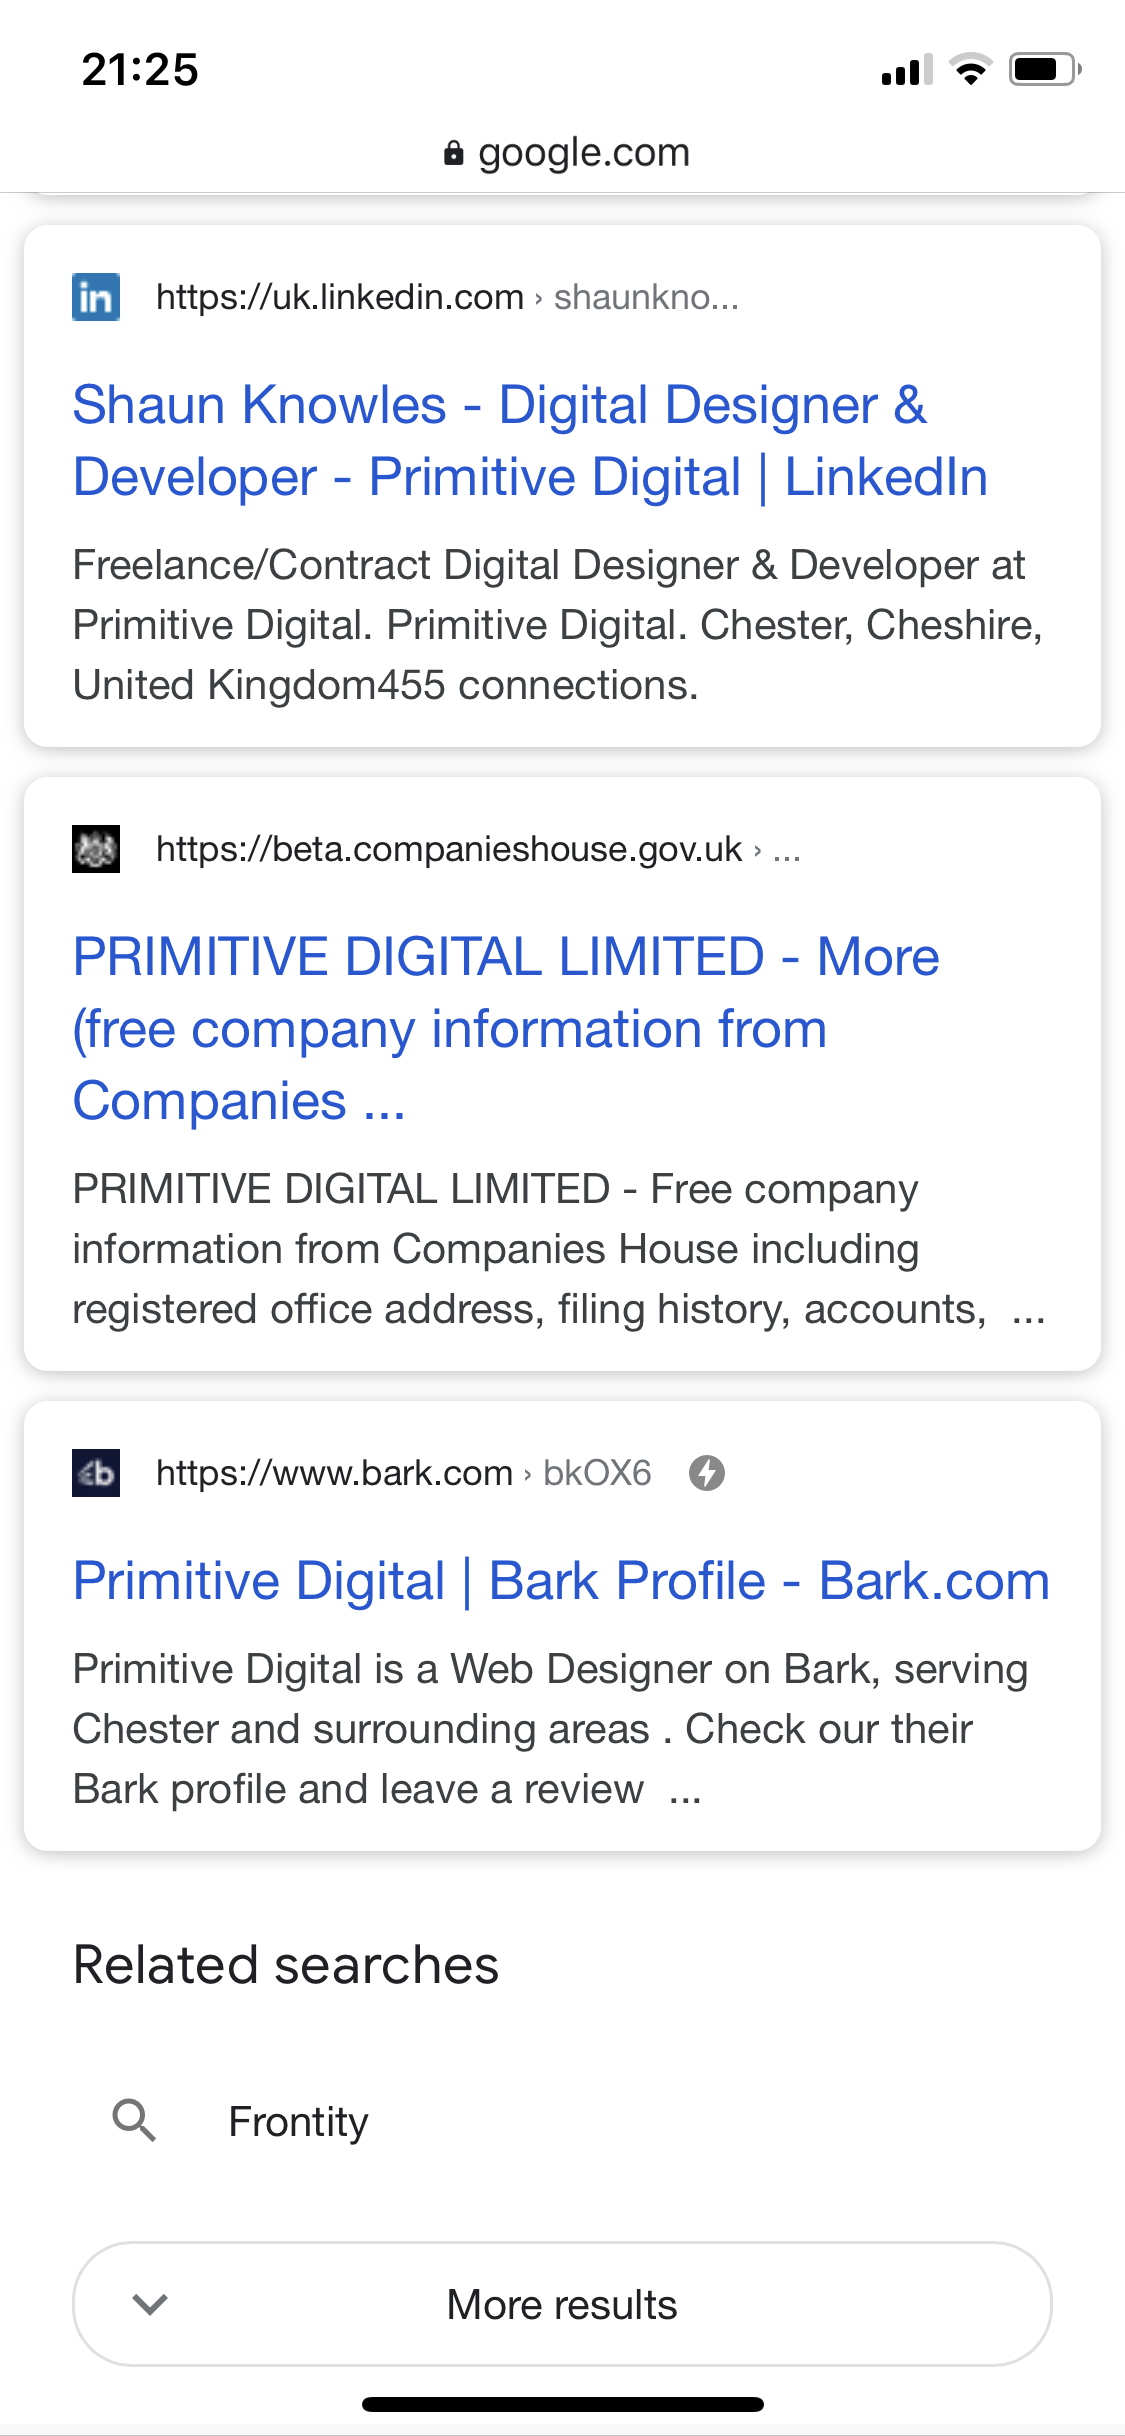 21:25
google.com
in
https://uk.linkedin.com › shaunkno...
Shaun Knowles - Digital Designer &
Developer - Primitive Digital | LinkedIn
Freelance/Contract Digital Designer & Developer at
Primitive Digital. Primitive Digital. Chester, Cheshire,
United Kingdom455 connections.
https://beta.companieshouse.gov.uk › ...
PRIMITIVE DIGITAL LIMITED - More
(free company information from
Companies ...
PRIMITIVE DIGITAL LIMITED - Free company
information from Companies House including
registered office address, filing history, accounts, ...
b
https://www.bark.com › bkOX6
Primitive Digital | Bark Profile - Bark.com
Primitive Digital is a Web Designer on Bark, serving
Chester and surrounding areas . Check our their
Bark profile and leave a review ...
Related searches
Frontity
More results